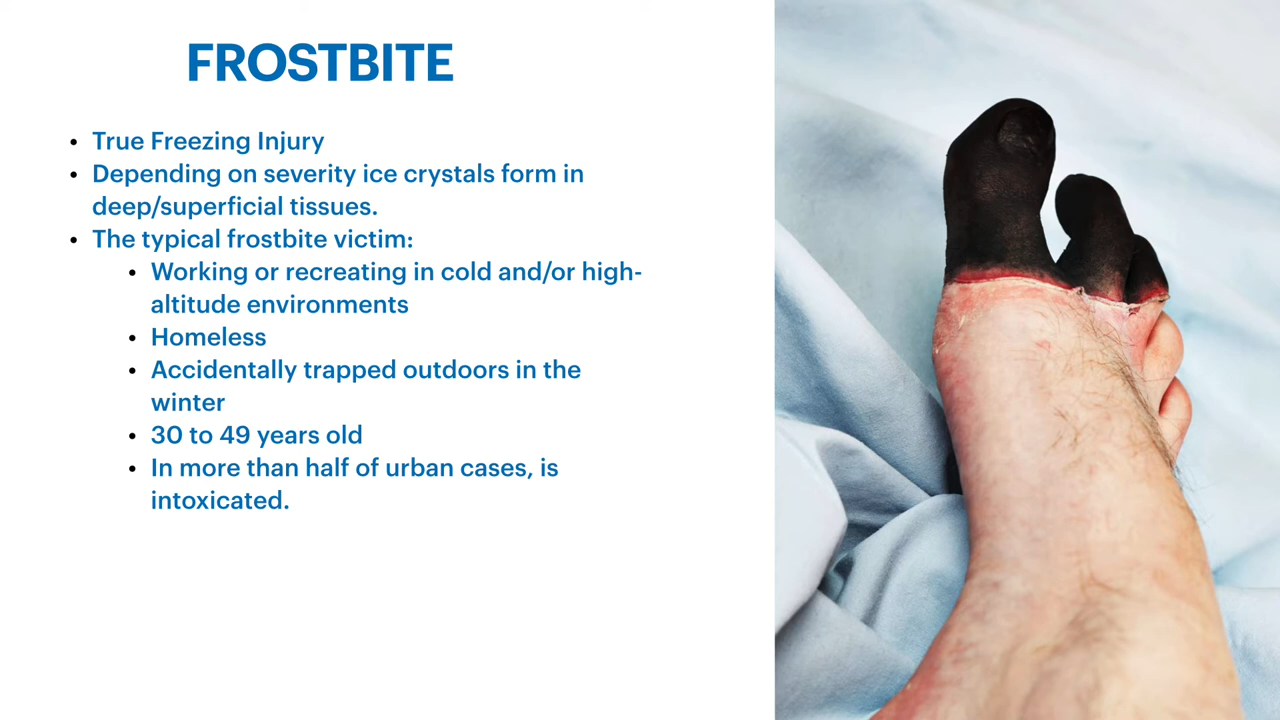 FROSTBITE
• True Freezing Injury
• Depending on severity ice crystals form in
deep/superficial tissues.
• The typical frostbite victim:
• Working or recreating in cold and/or high-
altitude environments
• Homeless
• Accidentally trapped outdoors in the
winter
• 30 to 49 years old
• In more than half of urban cases, is
intoxicated.